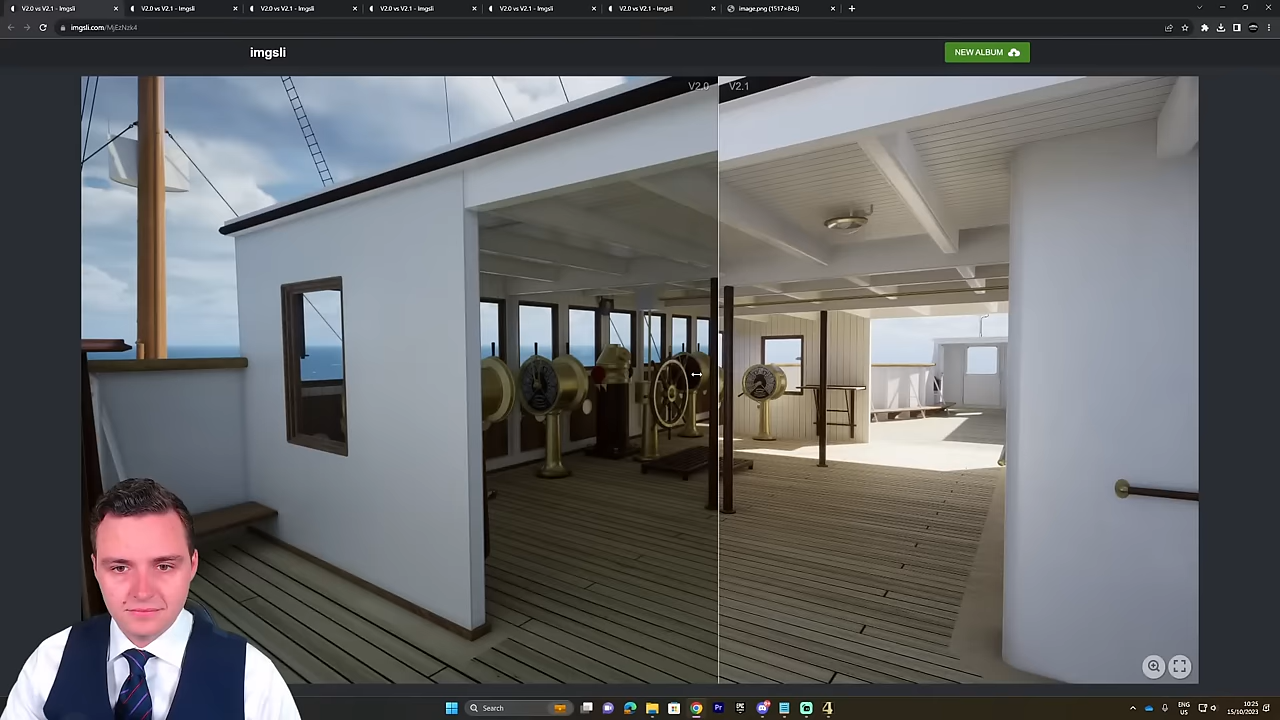 V2.0 vs V2.1 - Imgsli
V2.0 vs V2.1 - Imgsli
V2.0 vs V2.1 - Imgsli
V2.0 vs V2.1 - Imgsli
V2.0 vs V2.1 - Imgsli
V2.0 vs V2.1 - Imgsli
image.png (1517×843)
imgsli.com/MjEzNzk4
imgsli
NEW ALBUM
V2.0
V2.1
Search
ENG
US
10:25
15/10/2023